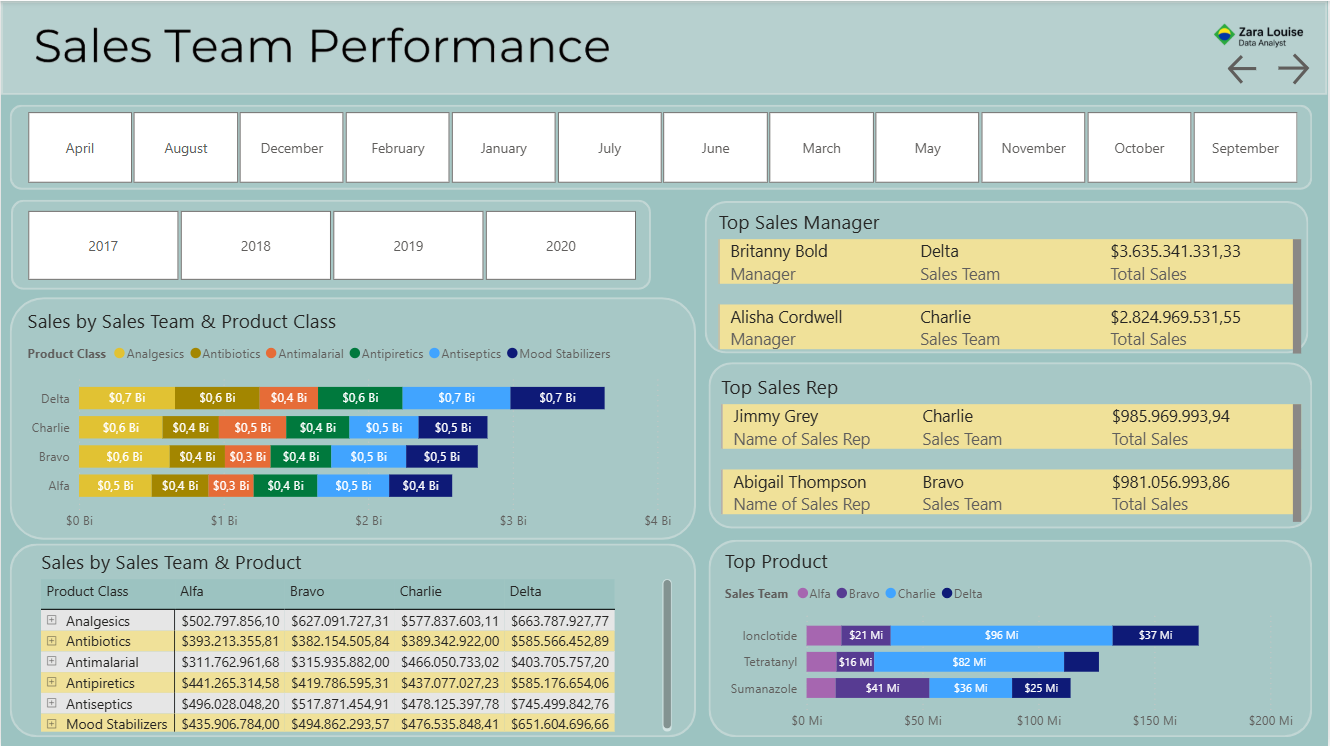 Sales Team Performance
Zara Louise
Data Analyst
April August December February January July June March May November October September
2017 2018 2019 2020
Sales by Sales Team & Product Class
Product Class Analgesics Antibiotics Antimalarial Antipiretics Antiseptics Mood Stabilizers
Delta $0,7 Bi $0,6 Bi $0,4 Bi $0,6 Bi $0,7 Bi $0,7 Bi
Charlie $0,6 Bi $0,4 Bi $0,5 Bi $0,4 Bi $0,5 Bi $0,5 Bi
Bravo $0,6 Bi $0,4 Bi $0,3 Bi $0,4 Bi $0,5 Bi $0,5 Bi
Alfa $0,5 Bi $0,4 Bi $0,3 Bi $0,4 Bi $0,5 Bi $0,4 Bi
$0 Bi $1 Bi $2 Bi $3 Bi $4 Bi
Sales by Sales Team & Product
Product Class Alfa Bravo Charlie Delta
Analgesics $502.797.856,10 $627.091.727,31 $577.837.603,11 $663.787.927,77
Antibiotics $393.213.355,81 $382.154.505,84 $389.342.922,00 $585.566.452,89
Antimalarial $311.762.961,68 $315.935.882,00 $466.050.733,02 $403.705.757,20
Antipiretics $441.265.314,58 $419.786.595,31 $437.077.027,23 $585.176.654,06
Antiseptics $496.028.048,20 $517.871.454,91 $478.125.397,78 $745.499.842,76
Mood Stabilizers $435.906.784,00 $494.862.293,57 $476.535.848,41 $651.604.696,66
Top Sales Manager
Britanny Bold Delta $3.635.341.331,33
Manager Sales Team Total Sales
Alisha Cordwell Charlie $2.824.969.531,55
Manager Sales Team Total Sales
Top Sales Rep
Jimmy Grey Charlie $985.969.993,94
Name of Sales Rep Sales Team Total Sales
Abigail Thompson Bravo $981.056.993,86
Name of Sales Rep Sales Team Total Sales
Top Product
Sales Team Alfa Bravo Charlie Delta
Ionclotide $21 Mi $96 Mi $37 Mi
Tetratanyl $16 Mi $82 Mi
Sumanazole $41 Mi $36 Mi $25 Mi
$0 Mi $50 Mi $100 Mi $150 Mi $200 Mi